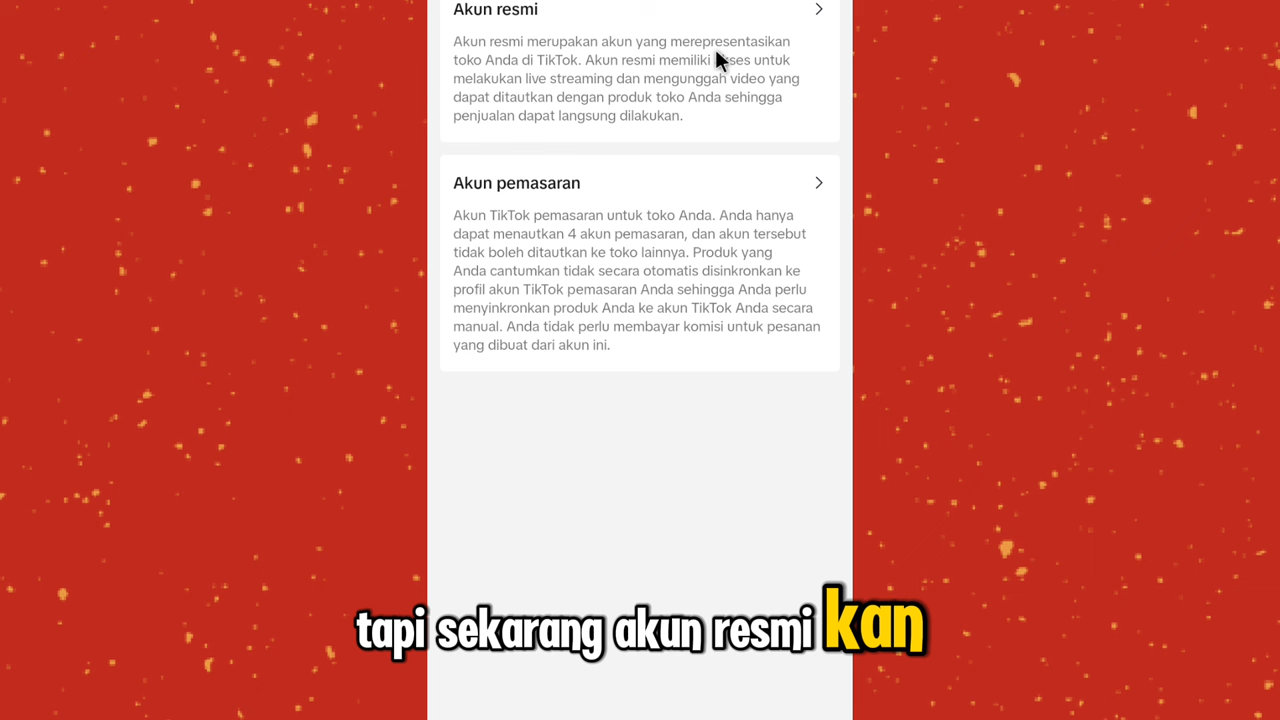 Akun resmi
Akun resmi merupakan akun yang merepresentasikan
toko Anda di TikTok. Akun resmi memiliki akses untuk
melakukan live streaming dan mengunggah video yang
dapat ditautkan dengan produk toko Anda sehingga
penjualan dapat langsung dilakukan.
Akun pemasaran
Akun TikTok pemasaran untuk toko Anda. Anda hanya
dapat menautkan 4 akun pemasaran, dan akun tersebut
tidak boleh ditautkan ke toko lainnya. Produk yang
Anda cantumkan tidak secara otomatis disinkronkan ke
profil akun TikTok pemasaran Anda sehingga Anda perlu
menyinkronkan produk Anda ke akun TikTok Anda secara
manual. Anda tidak perlu membayar komisi untuk pesanan
yang dibuat dari akun ini.
tapi sekarang akun resmi kan